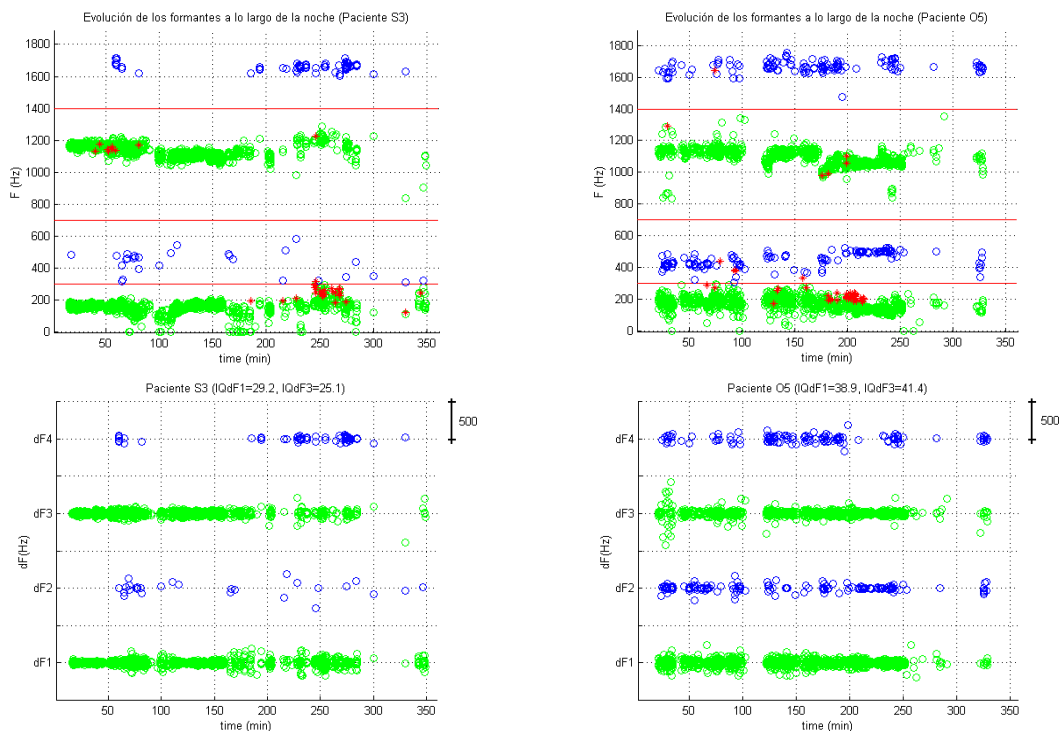 Evolución de los formantes a lo largo de la noche (Paciente S3)
F (Hz)
1800
1600
1400
1200
1000
800
600
400
200
0
50 100 150 200 250 300 350
time (min)
Evolución de los formantes a lo largo de la noche (Paciente O5)
F (Hz)
1800
1600
1400
1200
1000
800
600
400
200
0
50 100 150 200 250 300 350
time (min)
Paciente S3 (IQdF1=29.2, IQdF3=25.1)
500
dF(Hz)
dF4
dF3
dF2
dF1
50 100 150 200 250 300 350
time (min)
Paciente O5 (IQdF1=38.9, IQdF3=41.4)
500
dF(Hz)
dF4
dF3
dF2
dF1
50 100 150 200 250 300 350
time (min)